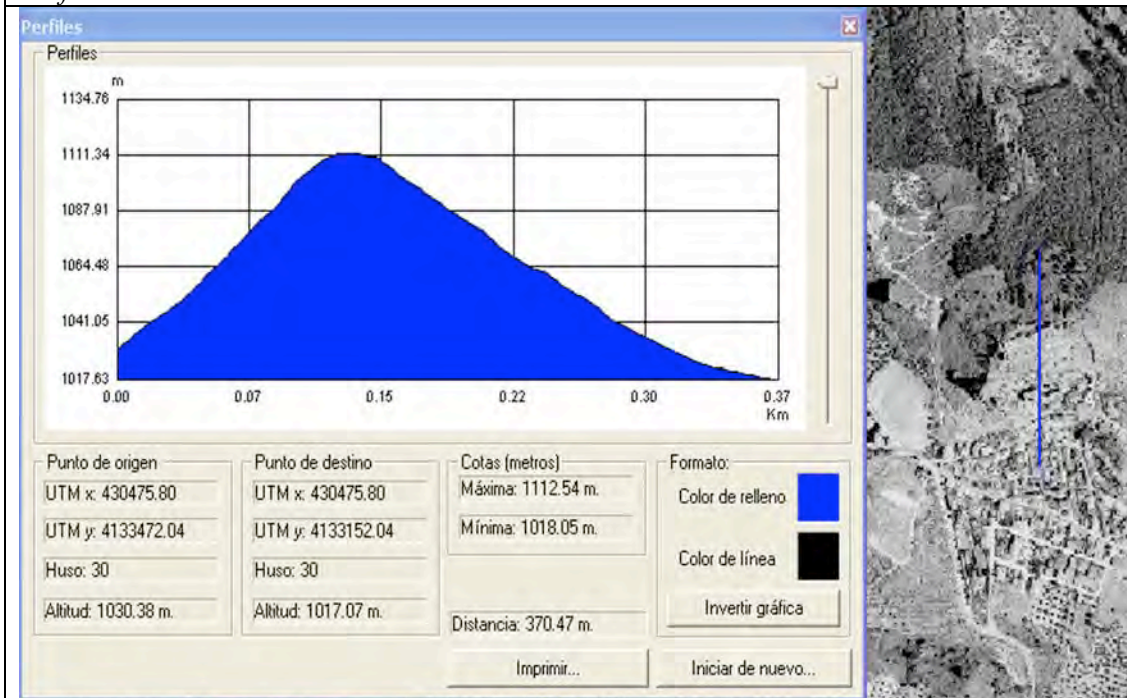 Perfiles
Perfiles
m
1134.76
1111.34
1087.91
1064.48
1041.05
1017.63
0.00 0.07 0.15 0.22 0.30 0.37
Km
Punto de origen
UTM x: 430475.80
UTM y: 4133472.04
Huso: 30
Altitud: 1030.38 m.
Punto de destino
UTM x: 430475.80
UTM y: 4133152.04
Huso: 30
Altitud: 1017.07 m.
Cotas (metros)
Máxima: 1112.54 m.
Mínima: 1018.05 m.
Distancia: 370.47 m.
Formato:
Color de relleno
Color de línea
Invertir gráfica
Imprimir...
Iniciar de nuevo...